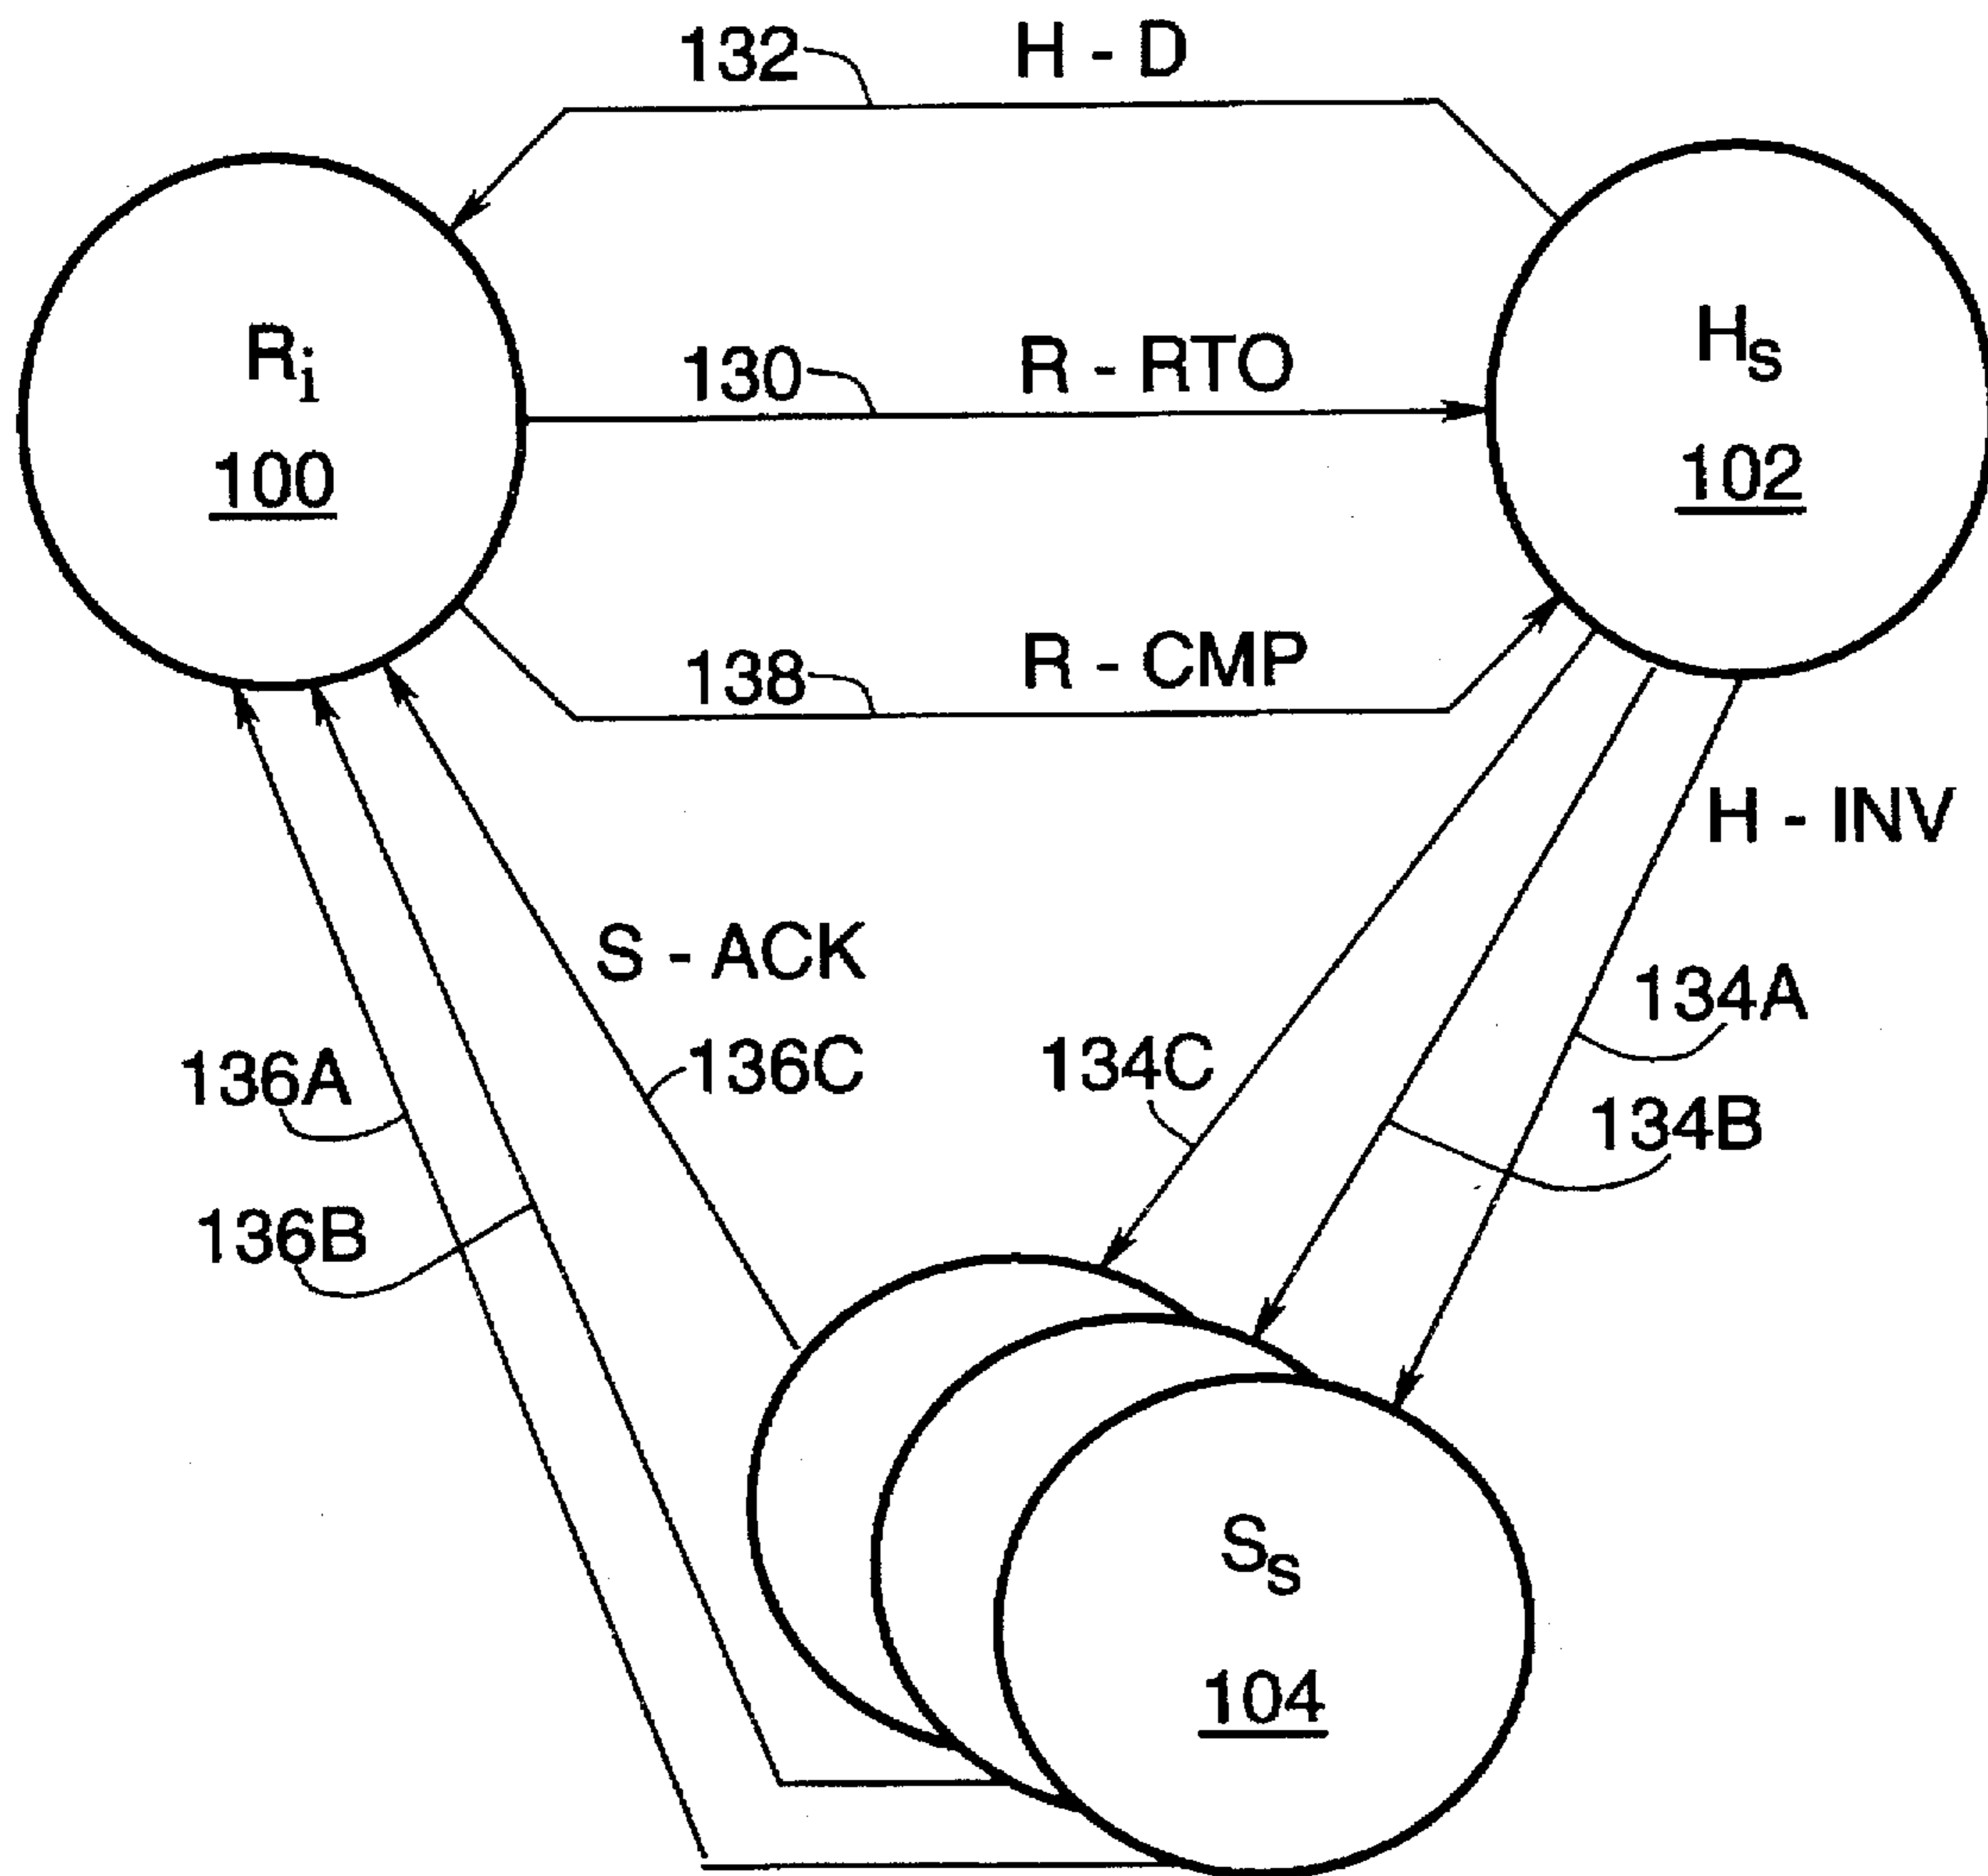 132 H - D
Ri
100
130 R - RTO
Hs
102
138 R - CMP
H - INV
S - ACK
134A
136A
136C
134C
134B
136B
Ss
104